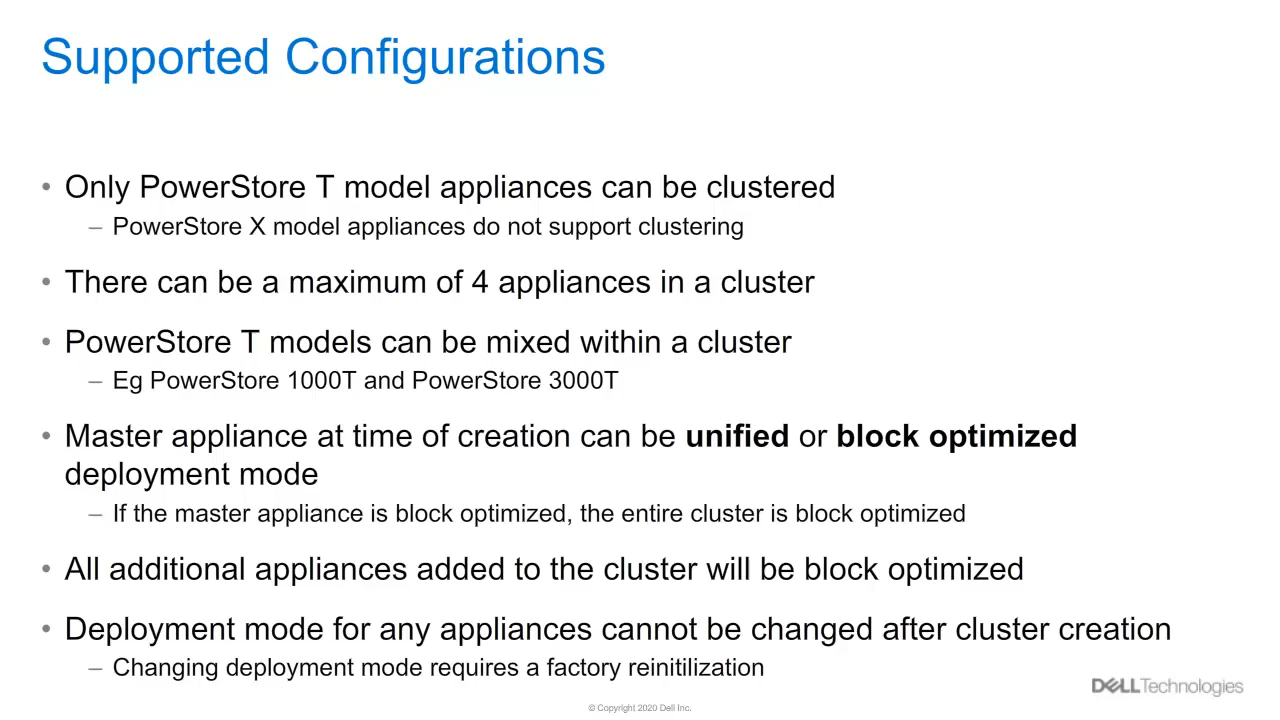 Supported Configurations
• Only PowerStore T model appliances can be clustered
– PowerStore X model appliances do not support clustering
• There can be a maximum of 4 appliances in a cluster
• PowerStore T models can be mixed within a cluster
– Eg PowerStore 1000T and PowerStore 3000T
• Master appliance at time of creation can be unified or block optimized
deployment mode
– If the master appliance is block optimized, the entire cluster is block optimized
• All additional appliances added to the cluster will be block optimized
• Deployment mode for any appliances cannot be changed after cluster creation
– Changing deployment mode requires a factory reinitilization
DELLTechnologies
© Copyright 2020 Dell Inc.